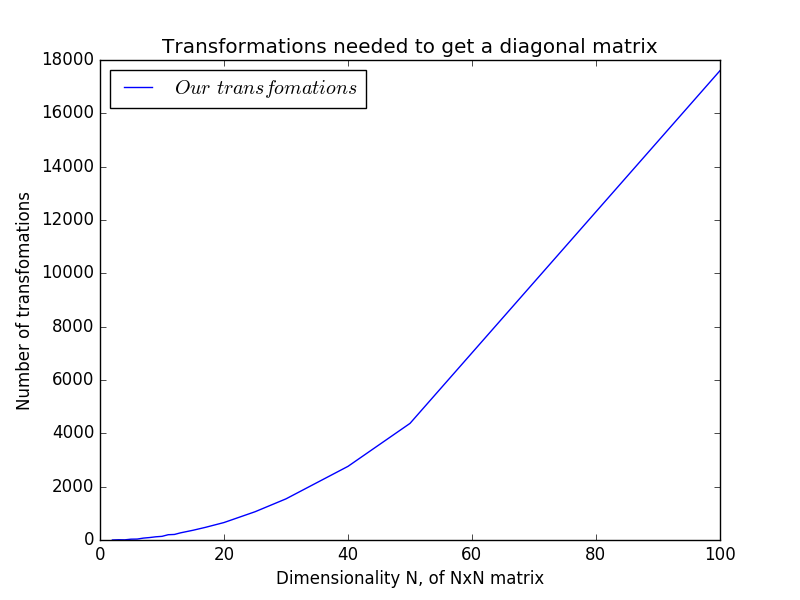 Transformations needed to get a diagonal matrix
18000
16000
14000
12000
10000
8000
6000
4000
2000
0
Our transfomations
Number of transfomations
0 20 40 60 80 100
Dimensionality N, of NxN matrix